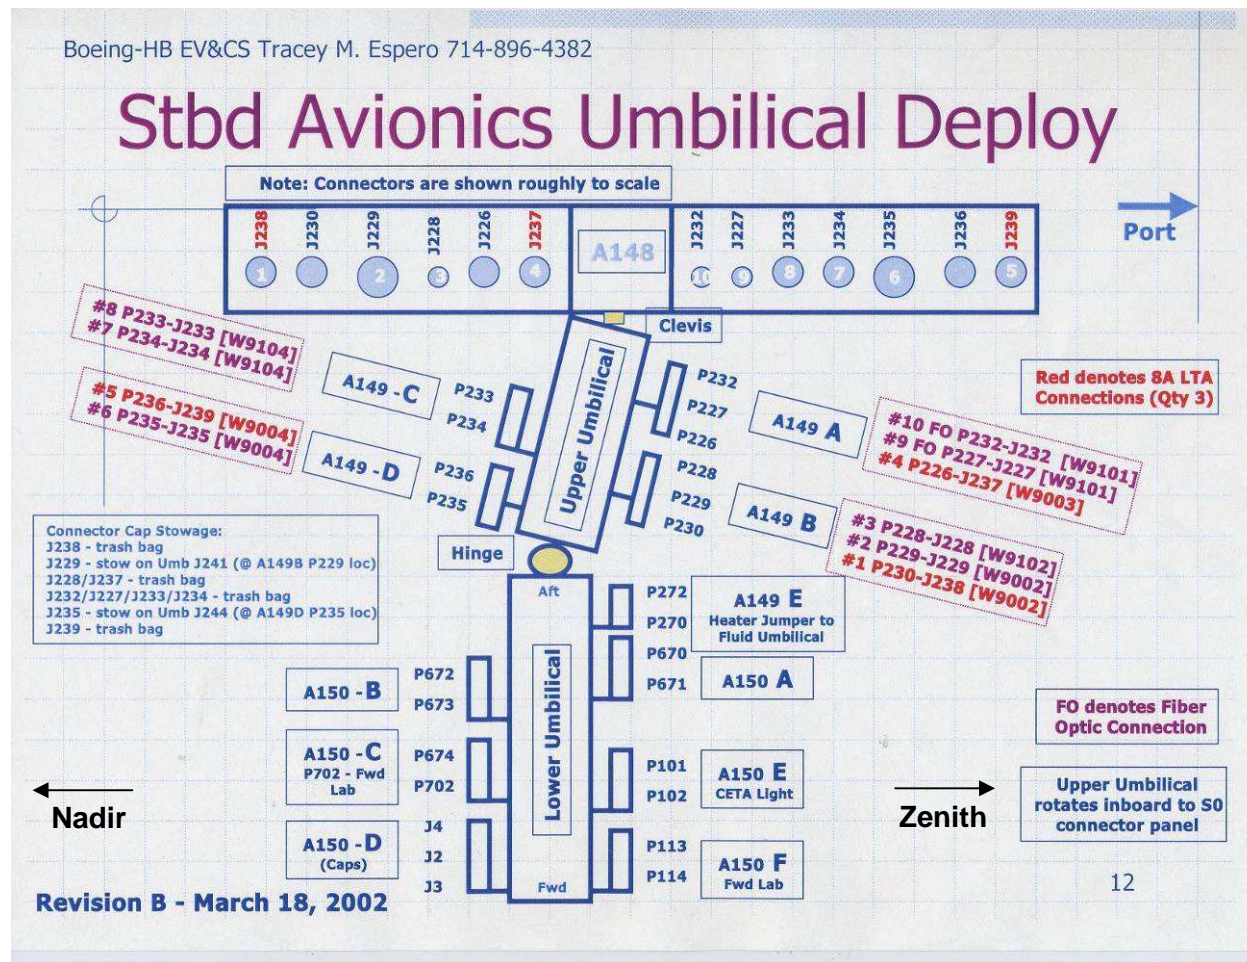 Boeing-HB EV&CS Tracey M. Espero 714-896-4382
Stbd Avionics Umbilical Deploy
Note: Connectors are shown roughly to scale
J238 J230 J229 J228 J226 J237 A148 J232 J227 J233 J234 J235 J236 J239
1 2 3 4 10 9 8 7 6 5
Port
Clevis
#8 P233-J233 [W9104]
#7 P234-J234 [W9104]
A149 -C
P233
P234
Upper Umbilical
P232
P227
P226
A149 A
#10 FO P232-J232 [W9101]
#9 FO P227-J227 [W9101]
#4 P226-J237 [W9003]
Red denotes 8A LTA
Connections (Qty 3)
#5 P236-J239 [W9004]
#6 P235-J235 [W9004]
A149 -D
P236
P235
P228
P229
P230
A149 B
#3 P228-J228 [W9102]
#2 P229-J229 [W9002]
#1 P230-J238 [W9002]
Connector Cap Stowage:
J238 - trash bag
J229 - stow on Umb J241 (@ A149B P229 loc)
J228/J237 - trash bag
J232/J227/J233/J234 - trash bag
J235 - stow on Umb J244 (@ A149D P235 loc)
J239 - trash bag
Hinge
Aft
Lower Umbilical
Fwd
P272
P270
A149 E
Heater Jumper to
Fluid Umbilical
P670
P671
A150 A
A150 -B
P672
P673
A150 -C
P702 - Fwd
Lab
P674
P702
P101
P102
A150 E
CETA Light
A150 -D
(Caps)
J4
J2
J3
P113
P114
A150 F
Fwd Lab
FO denotes Fiber
Optic Connection
Nadir
Zenith
Upper Umbilical
rotates inboard to S0
connector panel
12
Revision B - March 18, 2002